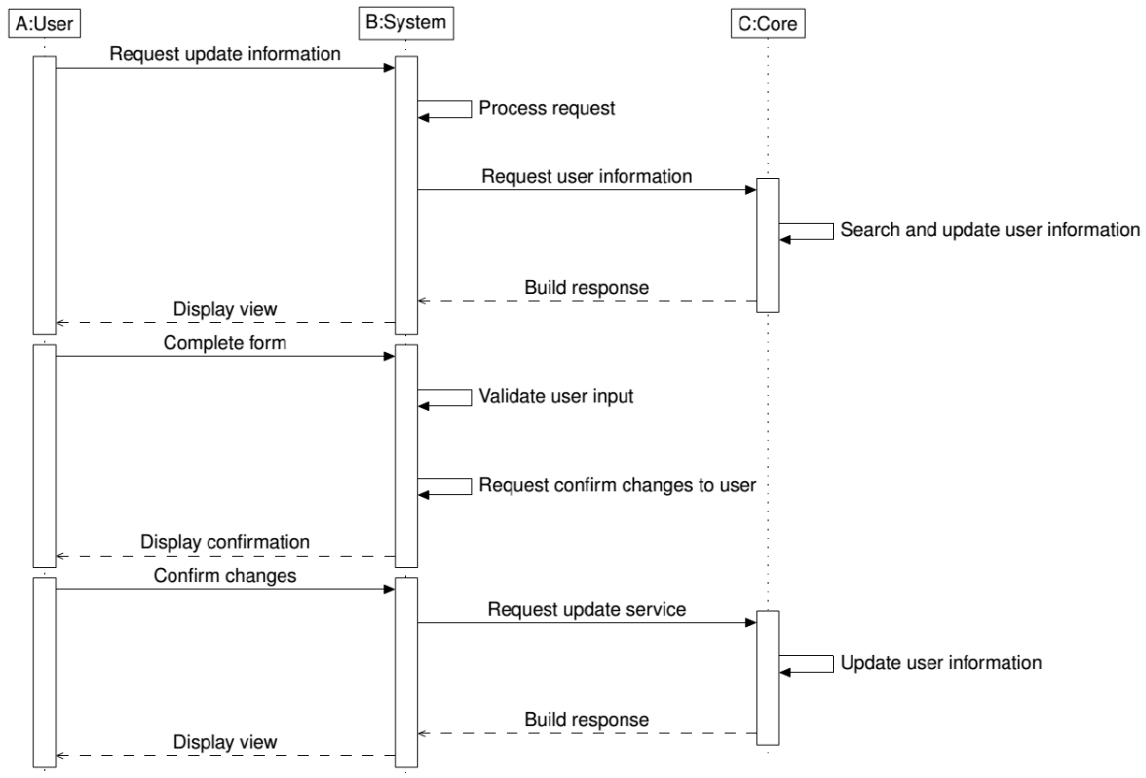 A:User
B:System
C:Core
Request update information
Process request
Request user information
Search and update user information
Build response
Display view
Complete form
Validate user input
Request confirm changes to user
Display confirmation
Confirm changes
Request update service
Update user information
Build response
Display view